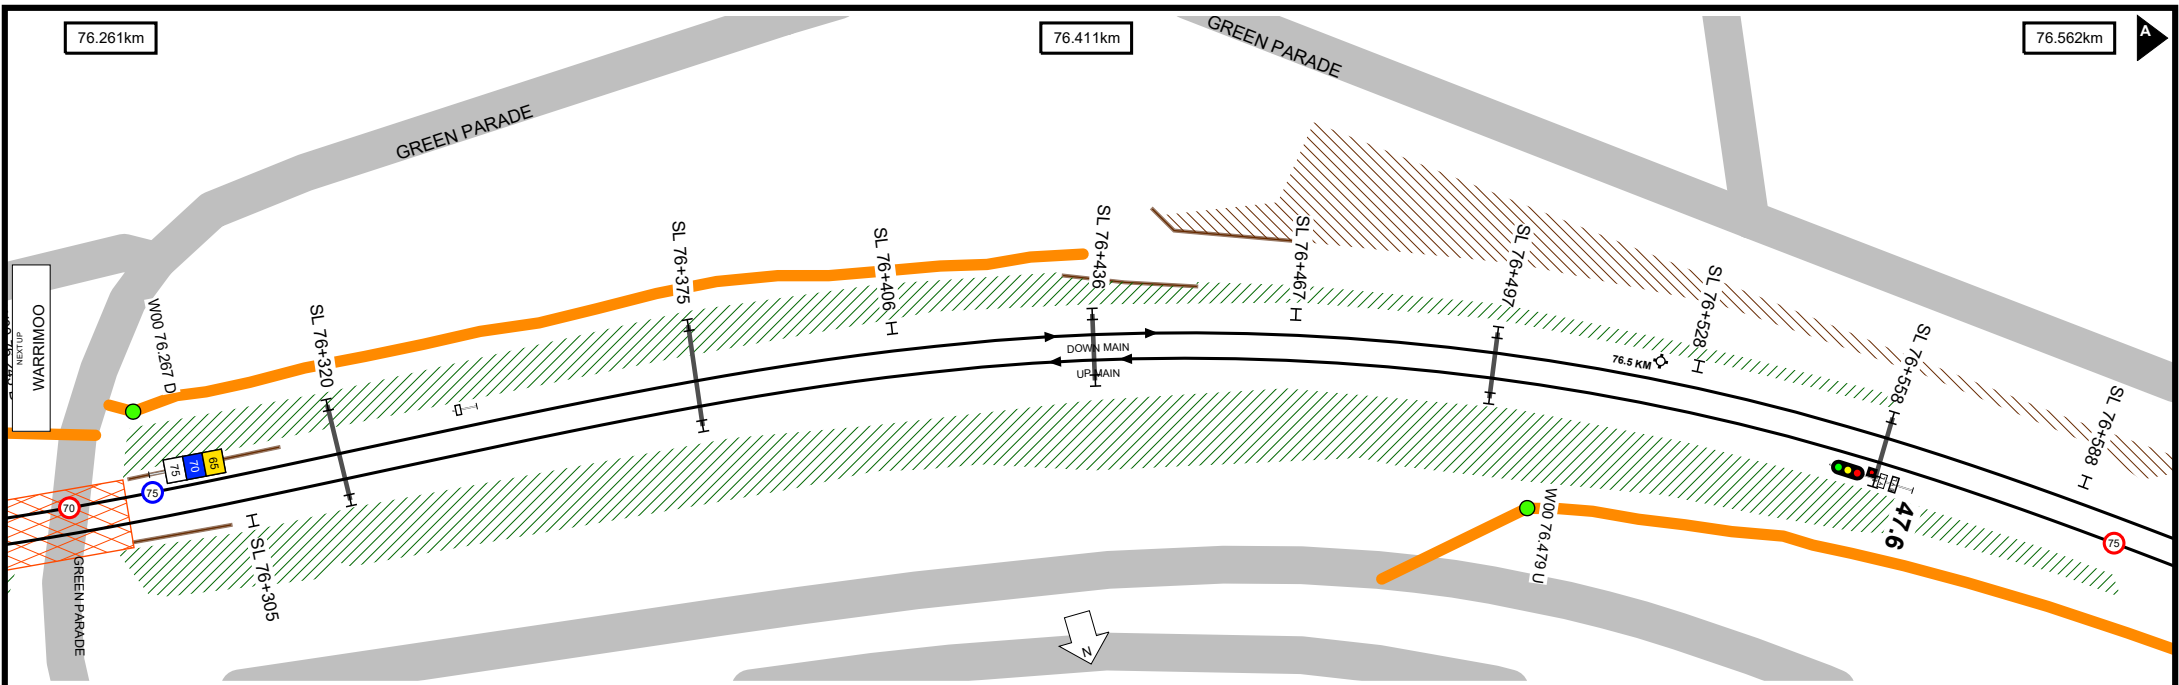 76.261km
76.411km
76.562km
A
GREEN PARADE
GREEN PARADE
NEXT UP
WARRIMOO
W00 76.267 D
SL 76+320
SL 76+375
SL 76+406
SL 76+436
SL 76+467
SL 76+497
SL 76+528
SL 76+558
SL 76+588
DOWN MAIN
UP MAIN
76.5 KM
75
70
65
75
70
GREEN PARADE
SL 76+305
W00 76.479 U
47.6
75
N